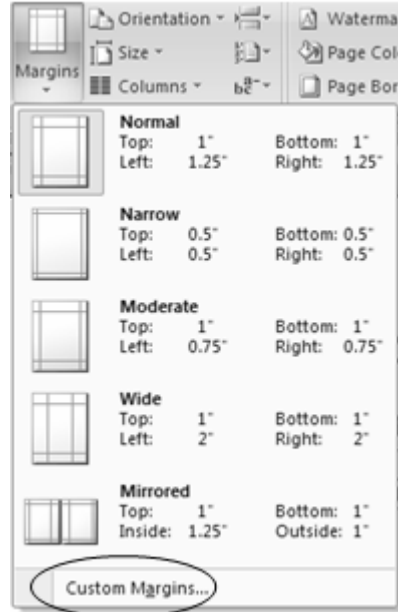 Orientation
Waterma
Size
Page Col
Margins
Columns
Page Bor
Normal
Top: 1" Bottom: 1"
Left: 1.25" Right: 1.25"
Narrow
Top: 0.5" Bottom: 0.5"
Left: 0.5" Right: 0.5"
Moderate
Top: 1" Bottom: 1"
Left: 0.75" Right: 0.75"
Wide
Top: 1" Bottom: 1"
Left: 2" Right: 2"
Mirrored
Top: 1" Bottom: 1"
Inside: 1.25" Outside: 1"
Custom Margins...